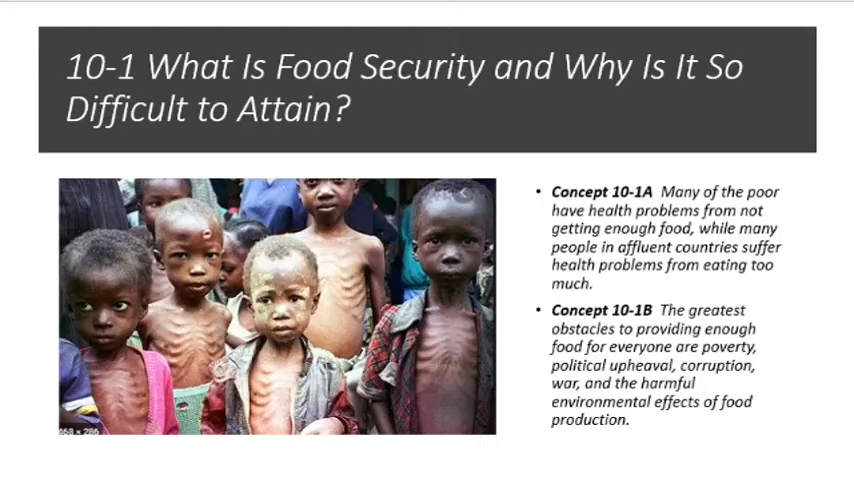 10-1 What Is Food Security and Why Is It So
Difficult to Attain?
• Concept 10-1A Many of the poor
have health problems from not
getting enough food, while many
people in affluent countries suffer
health problems from eating too
much.
• Concept 10-1B The greatest
obstacles to providing enough
food for everyone are poverty,
political upheaval, corruption,
war, and the harmful
environmental effects of food
production.
468 × 286